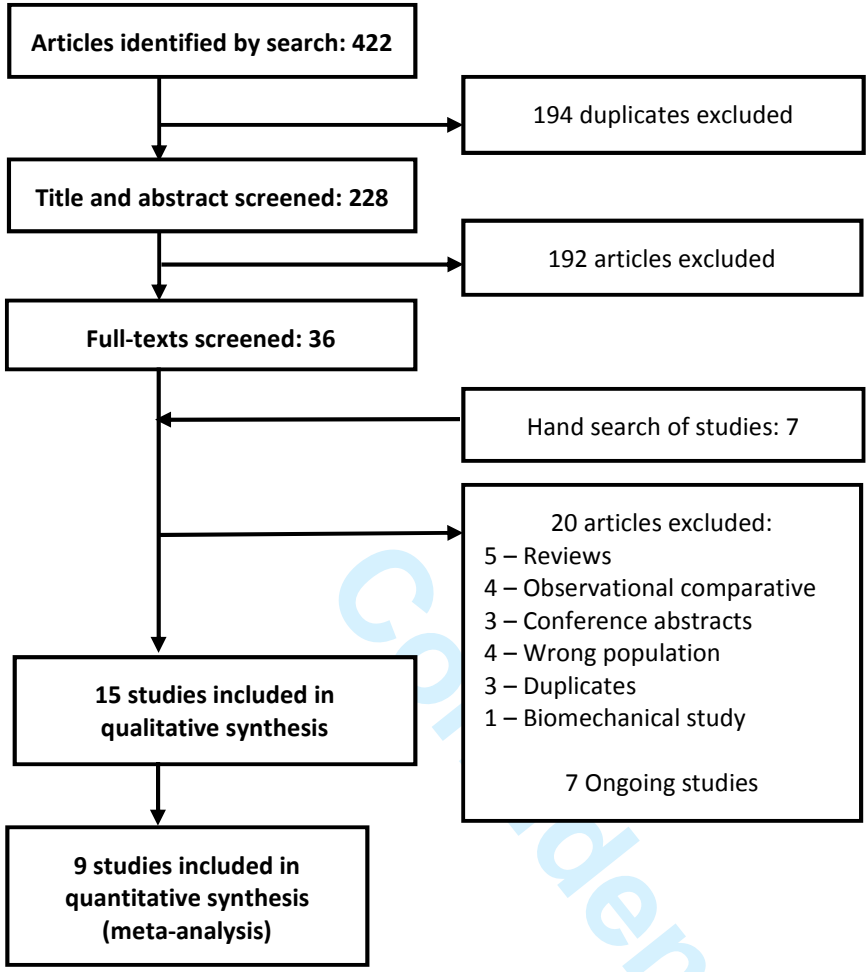 Articles identified by search: 422
194 duplicates excluded
Title and abstract screened: 228
192 articles excluded
Full-texts screened: 36
Hand search of studies: 7
20 articles excluded:
5 – Reviews
4 – Observational comparative
3 – Conference abstracts
4 – Wrong population
3 – Duplicates
1 – Biomechanical study
7 Ongoing studies
15 studies included in
qualitative synthesis
9 studies included in
quantitative synthesis
(meta-analysis)